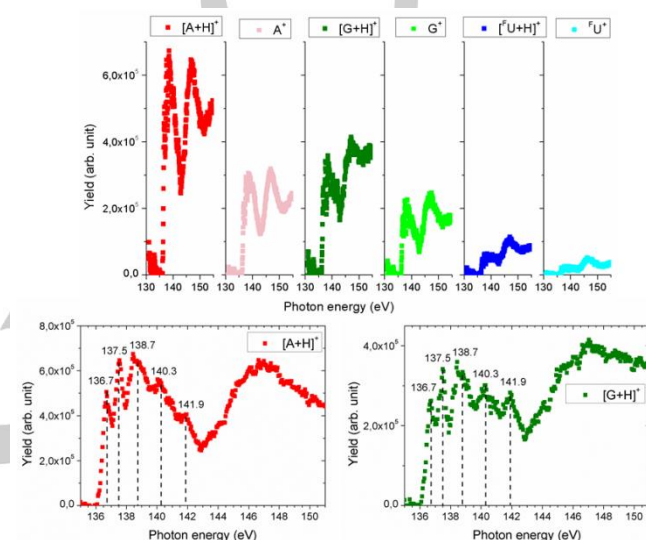 [A+H]⁺ A⁺ [G+H]⁺ G⁺ [ᶠU+H]⁺ ᶠU⁺
6,0x10⁵
4,0x10⁵
2,0x10⁵
0,0
Yield (arb. unit)
130 140 150 130 140 150 130 140 150 130 140 150 130 140 150 130 140 150
Photon energy (eV)
8,0x10⁵
6,0x10⁵
4,0x10⁵
2,0x10⁵
0,0
Yield (arb. unit)
136.7
137.5
138.7
140.3
141.9
[A+H]⁺
136 138 140 142 144 146 148 150
Photon energy (eV)
4,0x10⁵
2,0x10⁵
0,0
Yield (arb. unit)
136.7
137.5
138.7
140.3
141.9
[G+H]⁺
136 138 140 142 144 146 148 150
Photon energy (eV)